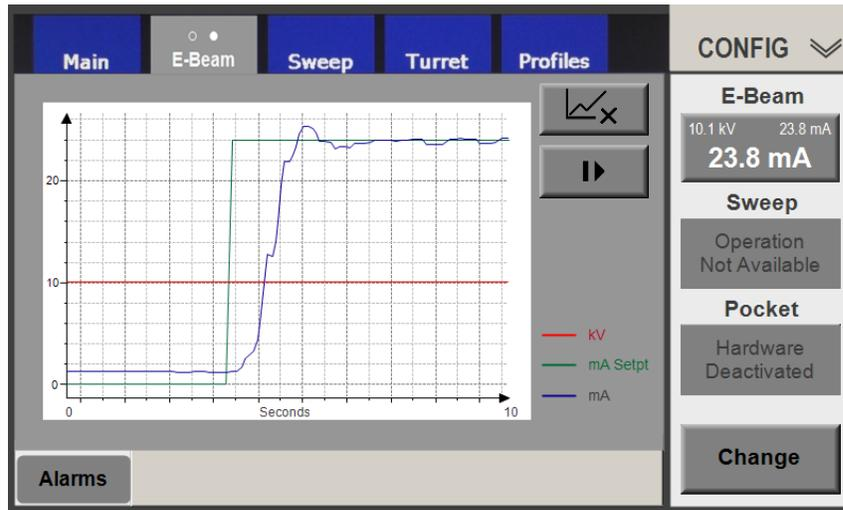 Main
E-Beam
Sweep
Turret
Profiles
CONFIG
20
10
0
0
Seconds
10
kV
mA Setpt
mA
E-Beam
10.1 kV 23.8 mA
23.8 mA
Sweep
Operation
Not Available
Pocket
Hardware
Deactivated
Change
Alarms